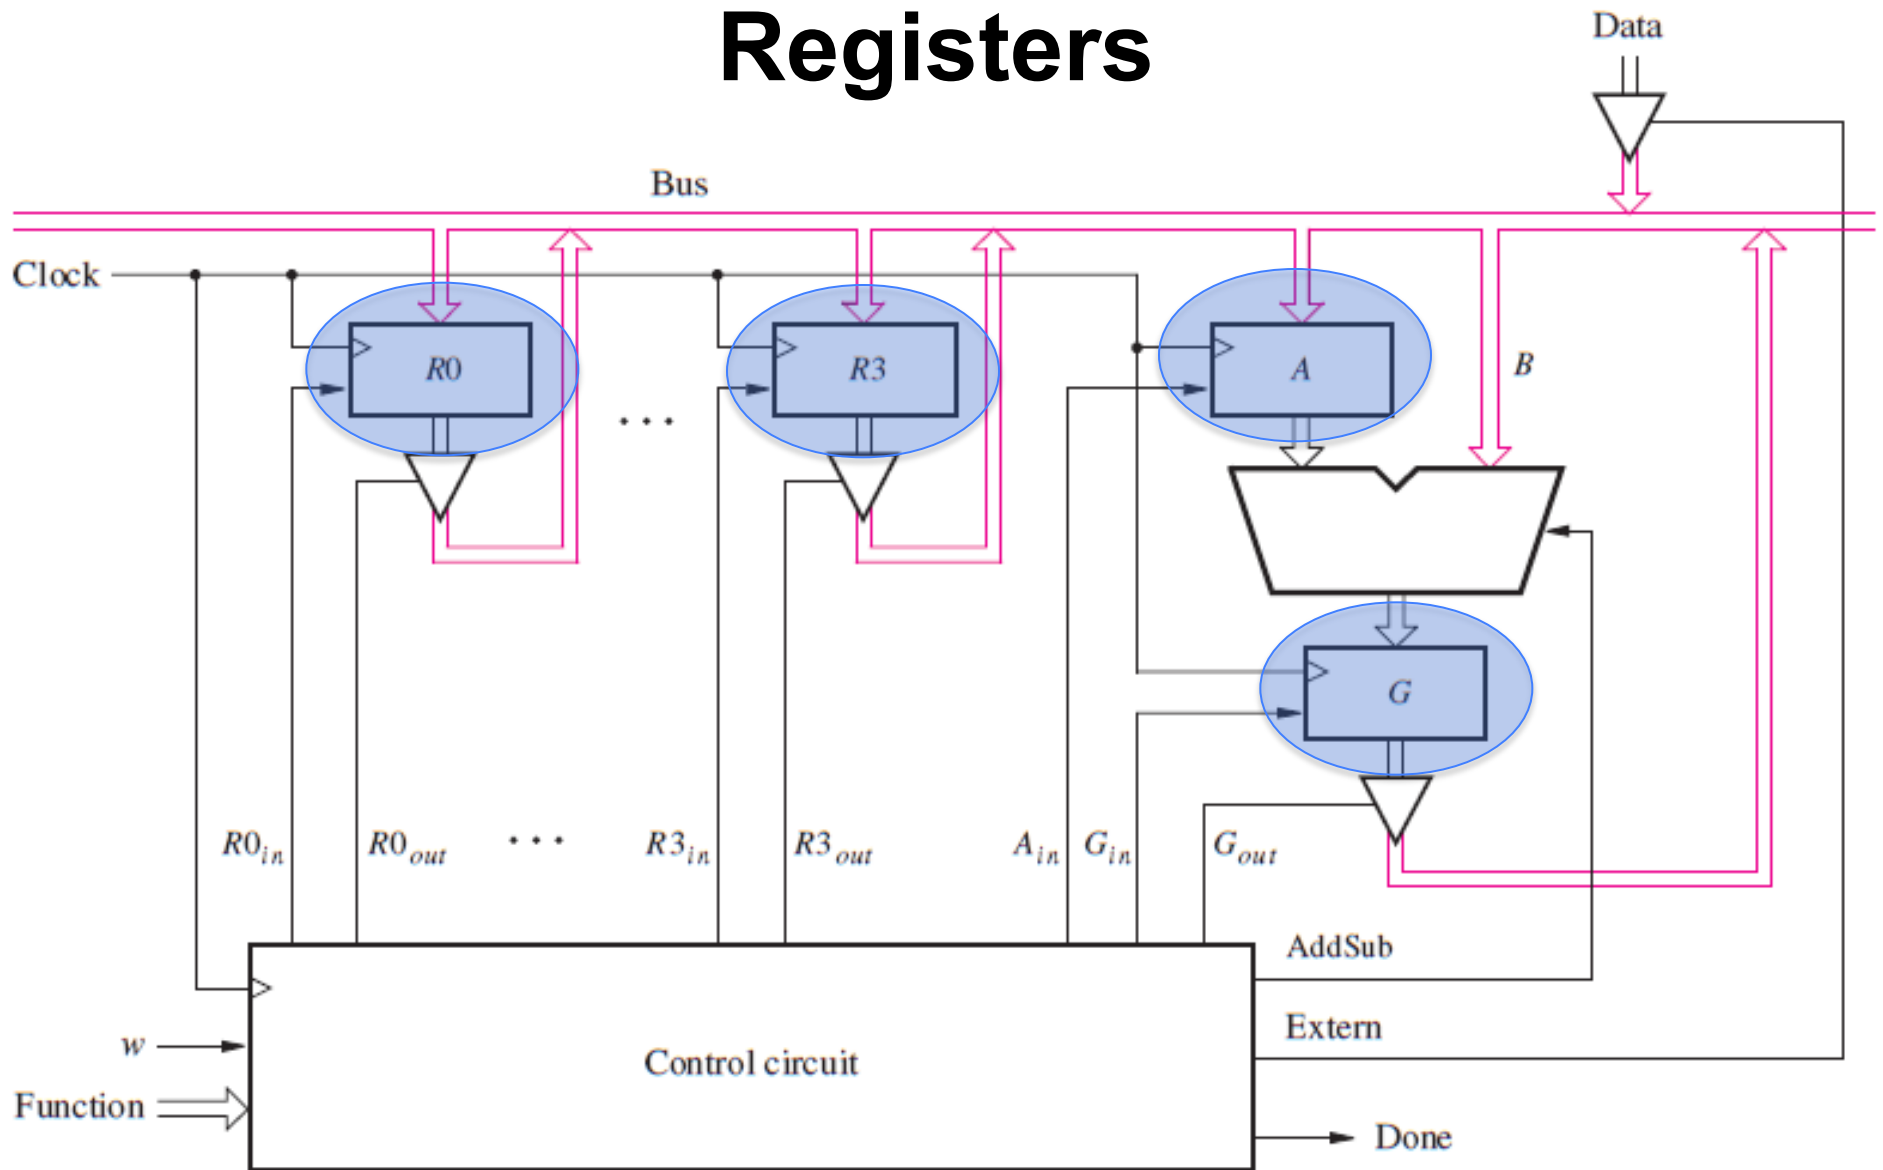 Registers
Data
Bus
Clock
R0
R3
A
B
...
G
R0in
R0out
...
R3in
R3out
Ain
Gin
Gout
AddSub
Extern
w
Control circuit
Function
Done